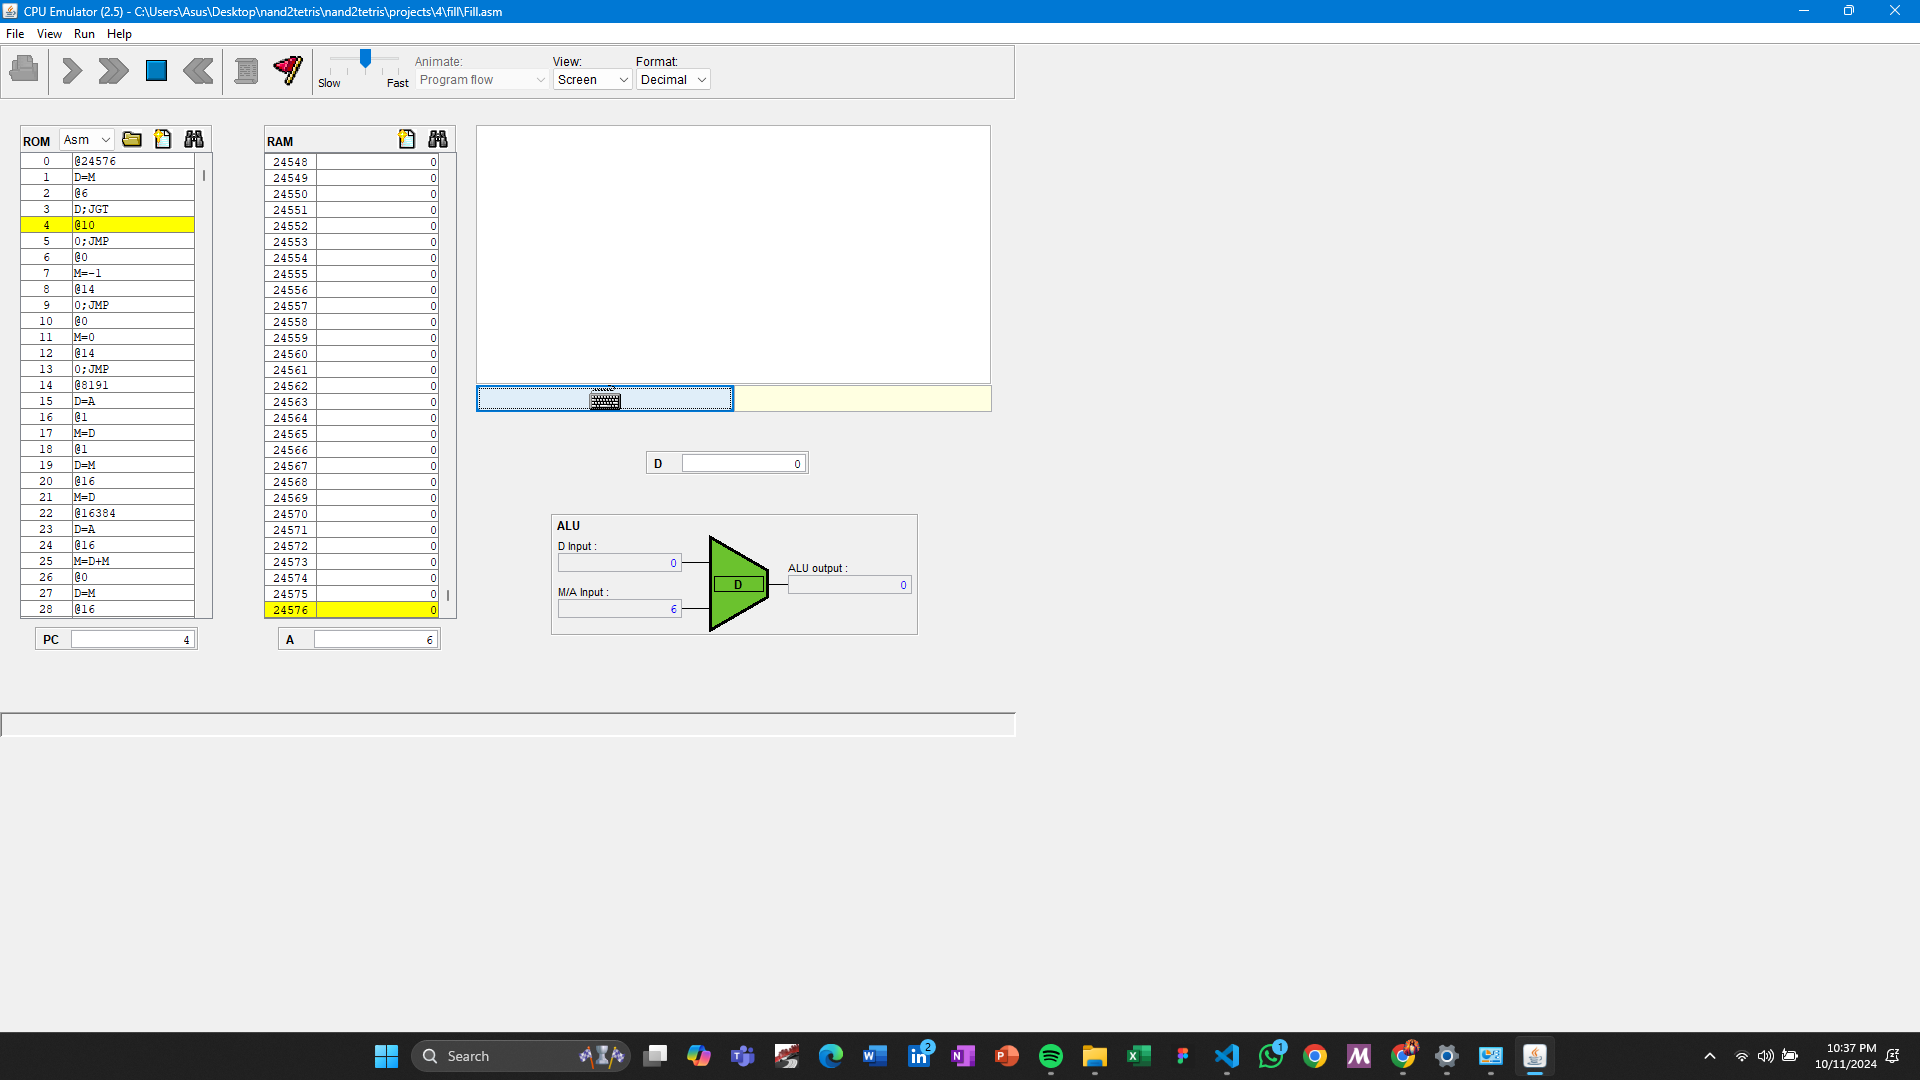 CPU Emulator (2.5) - C:\Users\Asus\Desktop\nand2tetris\nand2tetris\projects\4\fill\Fill.asm
File View Run Help
Slow Fast
Animate:
Program flow
View:
Screen
Format:
Decimal
ROM Asm
0 @24576
1 D=M
2 @6
3 D;JGT
4 @10
5 0;JMP
6 @0
7 M=-1
8 @14
9 0;JMP
10 @0
11 M=0
12 @14
13 0;JMP
14 @8191
15 D=A
16 @1
17 M=D
18 @1
19 D=M
20 @16
21 M=D
22 @16384
23 D=A
24 @16
25 M=D+M
26 @0
27 D=M
28 @16
PC 4
RAM
24548 0
24549 0
24550 0
24551 0
24552 0
24553 0
24554 0
24555 0
24556 0
24557 0
24558 0
24559 0
24560 0
24561 0
24562 0
24563 0
24564 0
24565 0
24566 0
24567 0
24568 0
24569 0
24570 0
24571 0
24572 0
24573 0
24574 0
24575 0
24576 0
A 6
D 0
ALU
D Input :
0
M/A Input :
6
D
ALU output :
0
Search
2
1
10:37 PM
10/11/2024